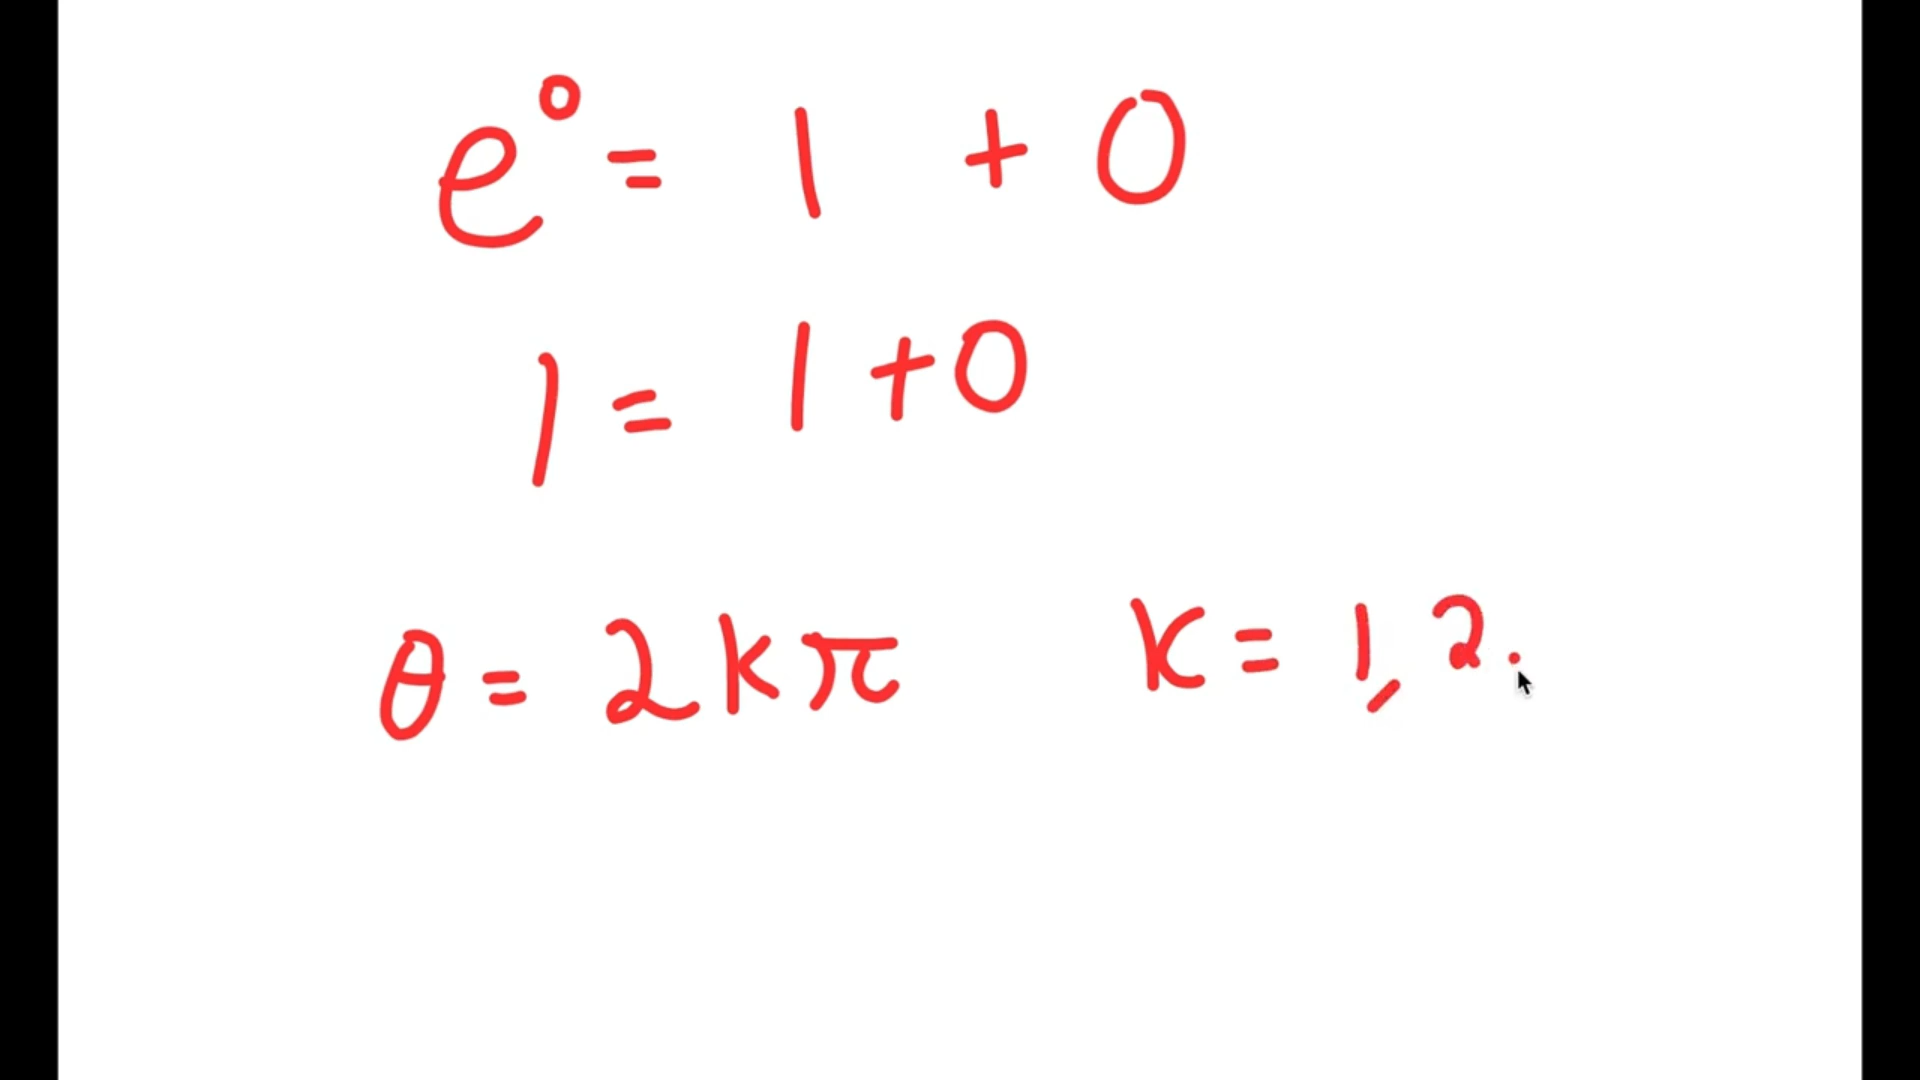 e⁰ = 1 + 0
1 = 1 + 0
θ = 2kπ K = 1, 2.